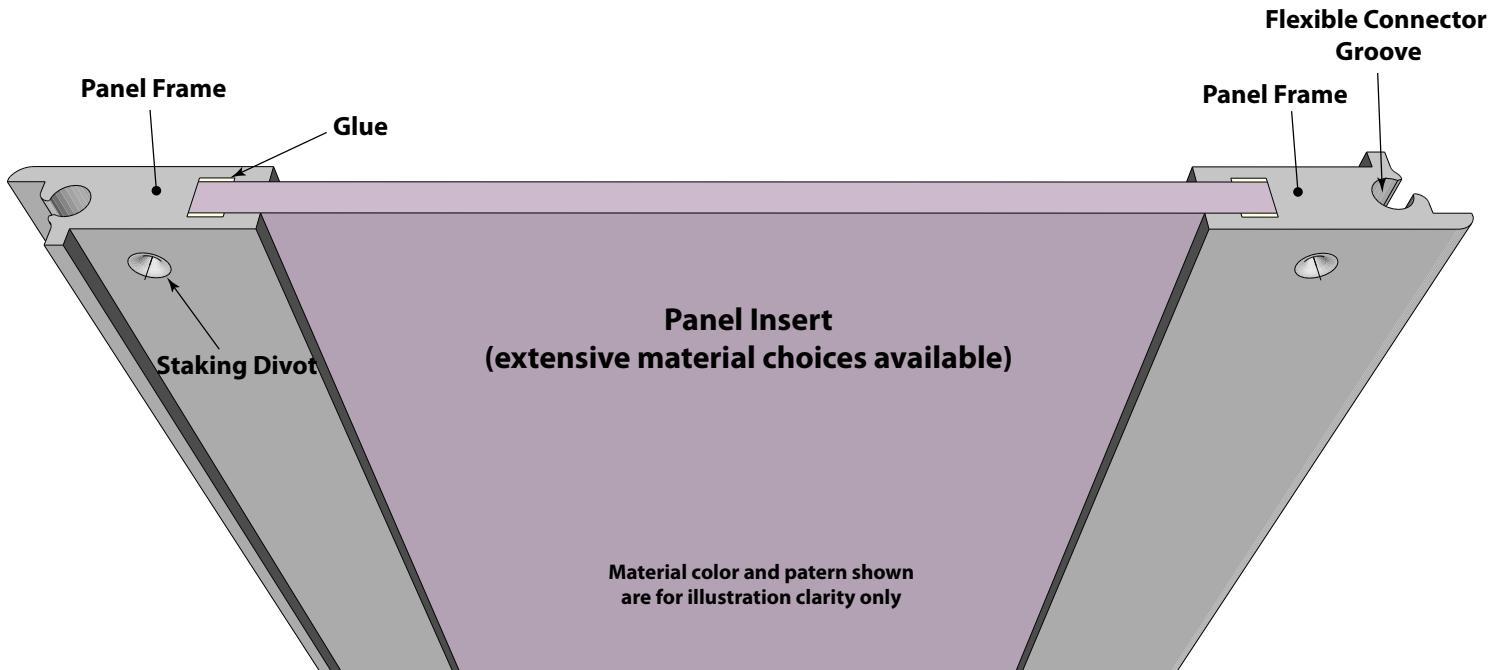 Flexible Connector
Groove
Panel Frame
Panel Frame
Glue
Panel Insert
(extensive material choices available)
Staking Divot
Material color and patern shown
are for illustration clarity only